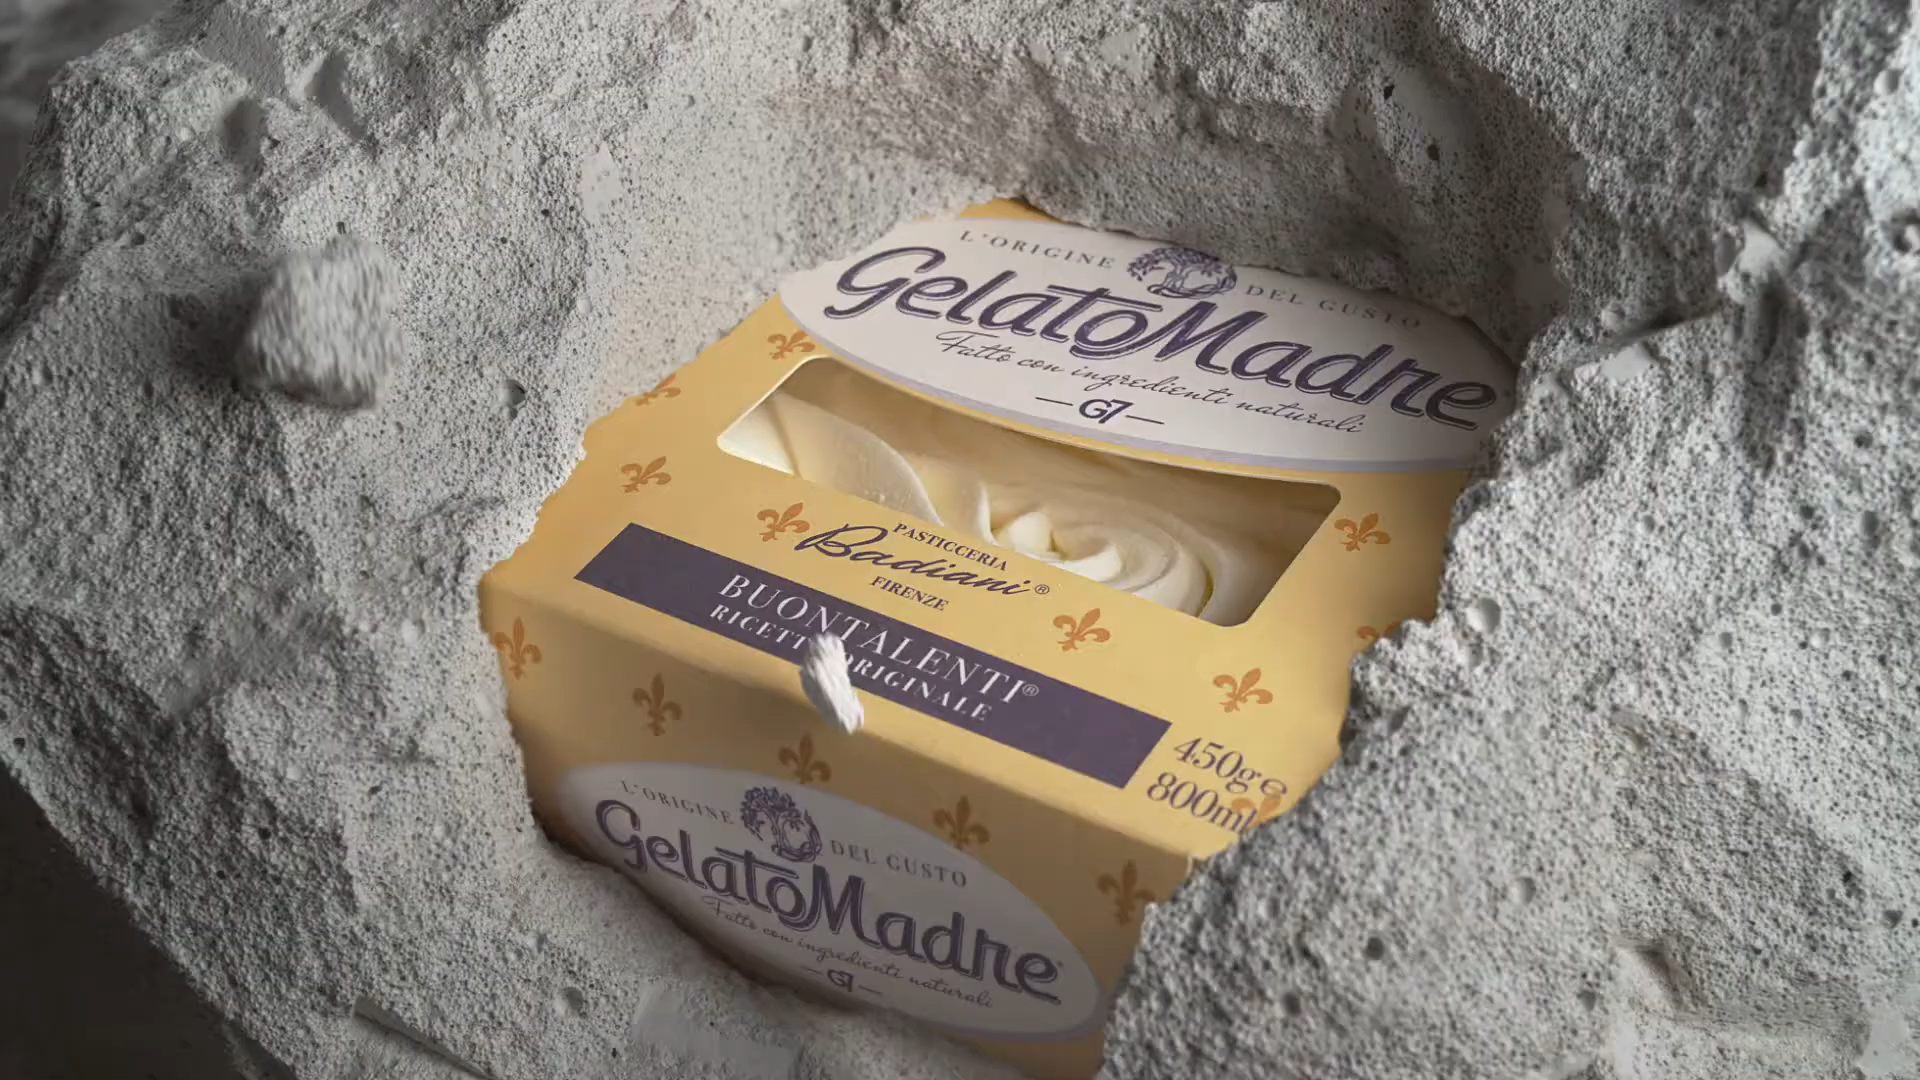 L'ORIGINE DEL GUSTO
GelatoMadre
Fatto con ingredienti naturali
G7
PASTICCERIA
Badiani®
FIRENZE
BUONTALENTI®
RICETTA ORIGINALE
450g e
800ml
L'ORIGINE DEL GUSTO
GelatoMadre
Fatto con ingredienti naturali
G7